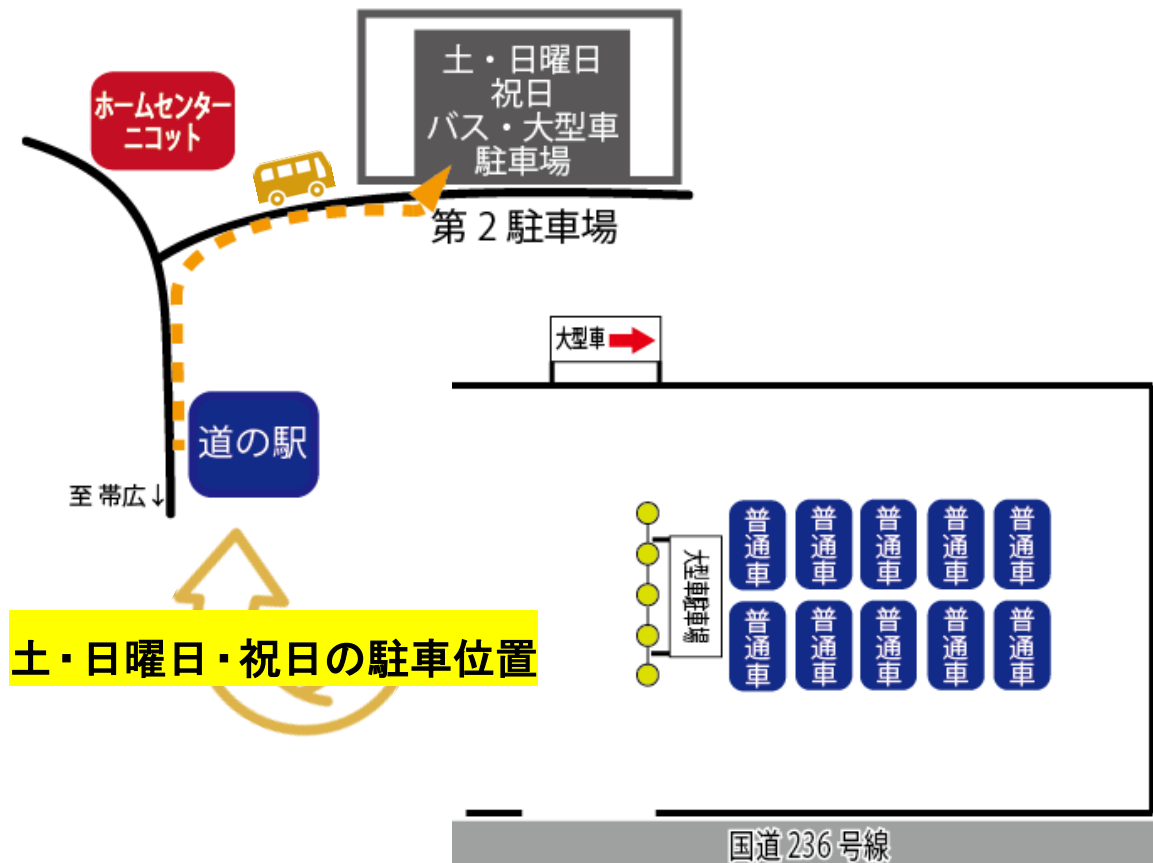 土・日曜日
祝日
バス・大型車
駐車場
ホームセンター
ニコット
第2駐車場
大型車
道の駅
至 帯広↓
土・日曜日・祝日の駐車位置
大型車駐車場
普通車
普通車
普通車
普通車
普通車
普通車
普通車
普通車
普通車
普通車
国道236号線